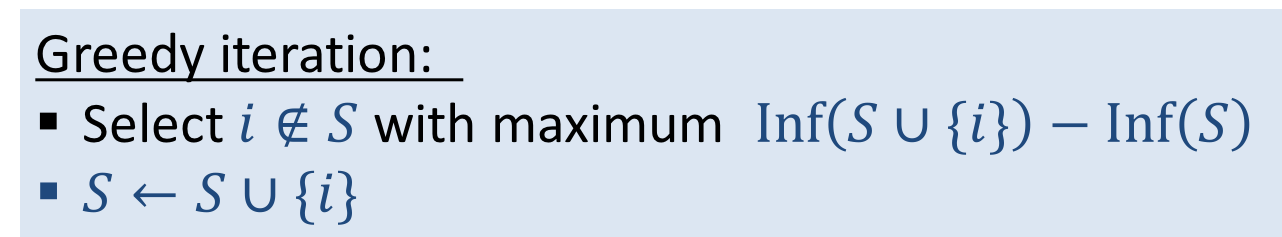 Greedy iteration:
▪ Select i ∉ S with maximum Inf(S ∪ {i}) − Inf(S)
▪ S ← S ∪ {i}